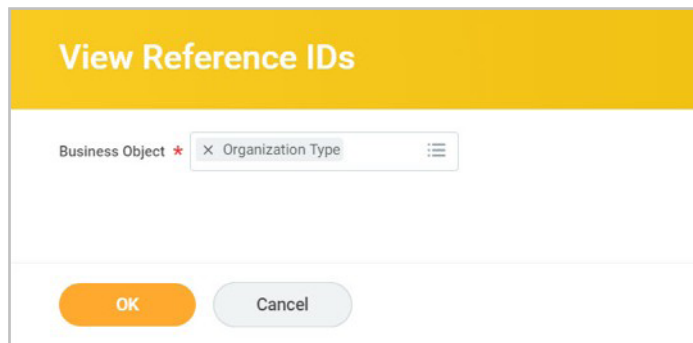 View Reference IDs
Business Object * × Organization Type
OK Cancel